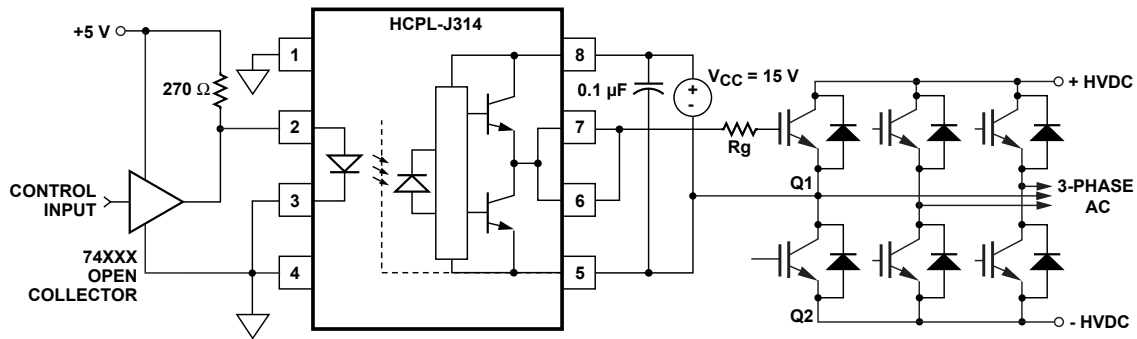 HCPL-J314
+5 V
270 Ω
1
2
3
4
8
7
6
5
0.1 µF
VCC = 15 V
+
-
Rg
+ HVDC
Q1
3-PHASE
AC
Q2
- HVDC
CONTROL
INPUT
74XXX
OPEN
COLLECTOR